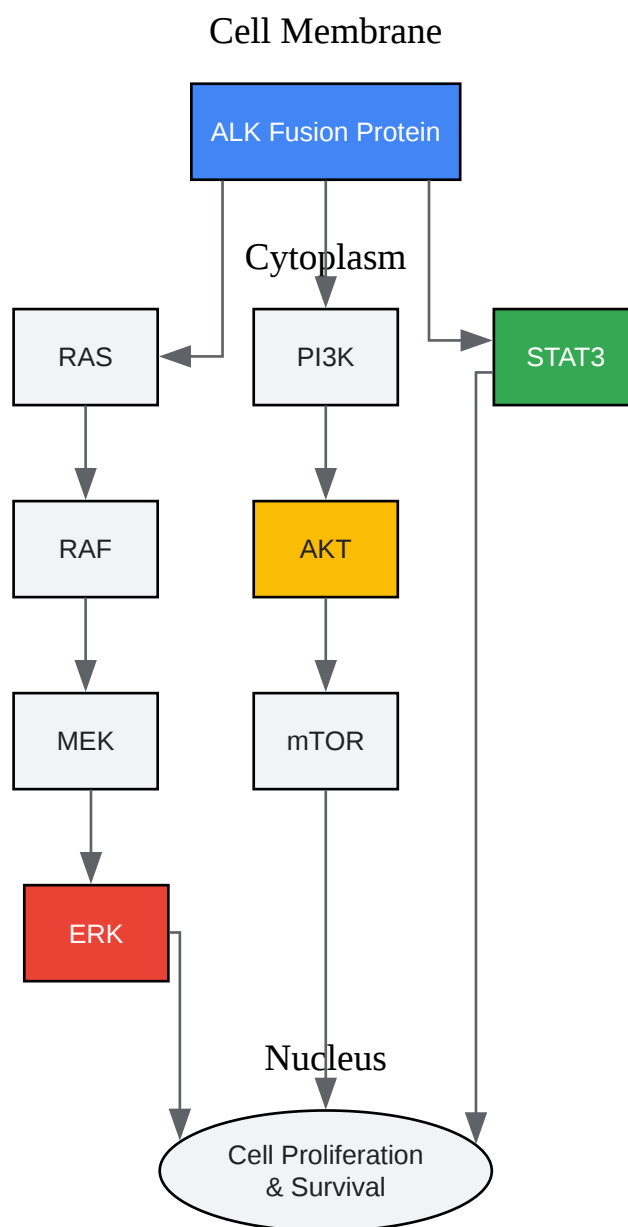 Cell Membrane
ALK Fusion Protein
Cytoplasm
RAS
PI3K
STAT3
RAF
AKT
MEK
mTOR
ERK
Nucleus
Cell Proliferation
& Survival